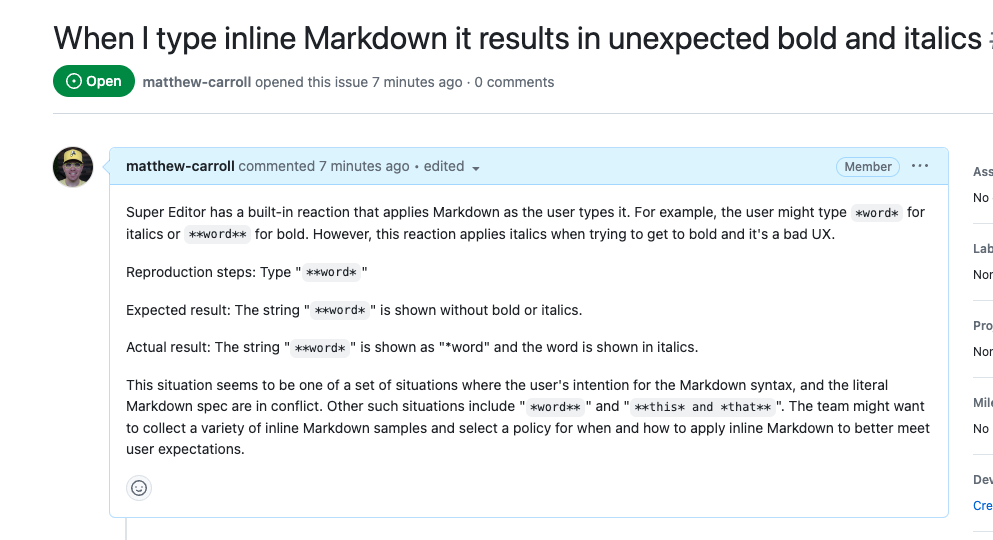 When I type inline Markdown it results in unexpected bold and italics
Open matthew-carroll opened this issue 7 minutes ago · 0 comments
matthew-carroll commented 7 minutes ago • edited Member ...
Super Editor has a built-in reaction that applies Markdown as the user types it. For example, the user might type *word* for
italics or **word** for bold. However, this reaction applies italics when trying to get to bold and it's a bad UX.
Reproduction steps: Type "**word*"
Expected result: The string "**word*" is shown without bold or italics.
Actual result: The string "**word*" is shown as "*word" and the word is shown in italics.
This situation seems to be one of a set of situations where the user's intention for the Markdown syntax, and the literal
Markdown spec are in conflict. Other such situations include "*word**" and "**this* and *that**". The team might want
to collect a variety of inline Markdown samples and select a policy for when and how to apply inline Markdown to better meet
user expectations.
Ass
No
Lab
Non
Pro
Non
Mile
No
Dev
Cre